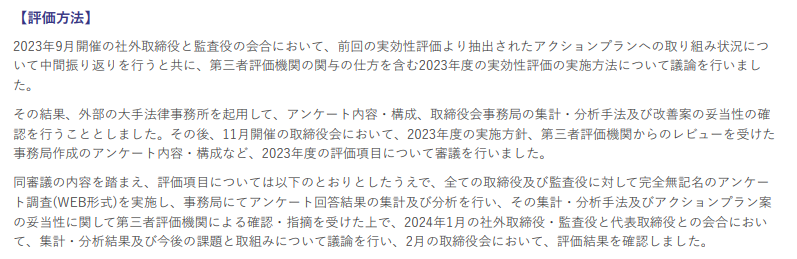 【評価方法】
2023年9月開催の社外取締役と監査役の会合において、前回の実効性評価より抽出されたアクションプランへの取り組み状況につ
いて中間振り返りを行うと共に、第三者評価機関の関与の仕方を含む2023年度の実効性評価の実施方法について議論を行いまし
た。
その結果、外部の大手法律事務所を起用して、アンケート内容・構成、取締役会事務局の集計・分析手法及び改善案の妥当性の確
認を行うこととしました。その後、11月開催の取締役会において、2023年度の実施方針、第三者評価機関からのレビューを受けた
事務局作成のアンケート内容・構成など、2023年度の評価項目について審議を行いました。
同審議の内容を踏まえ、評価項目については以下のとおりとしたうえで、全ての取締役及び監査役に対して完全無記名のアンケー
ト調査(WEB形式)を実施し、事務局にてアンケート回答結果の集計及び分析を行い、その集計・分析手法及びアクションプラン案
の妥当性に関して第三者評価機関による確認・指摘を受けた上で、2024年1月の社外取締役・監査役と代表取締役との会合におい
て、集計・分析結果及び今後の課題と取組みについて議論を行い、2月の取締役会において、評価結果を確認しました。